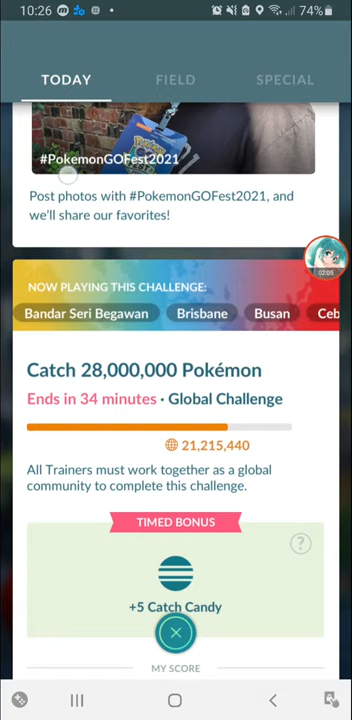 10:26
74%
TODAY
FIELD
SPECIAL
#PokemonGOFest2021
Post photos with #PokemonGOFest2021, and
we'll share our favorites!
NOW PLAYING THIS CHALLENGE:
Bandar Seri Begawan
Brisbane
Busan
Ceb
02:05
Catch 28,000,000 Pokémon
Ends in 34 minutes · Global Challenge
21,215,440
All Trainers must work together as a global
community to complete this challenge.
TIMED BONUS
?
+5 Catch Candy
MY SCORE